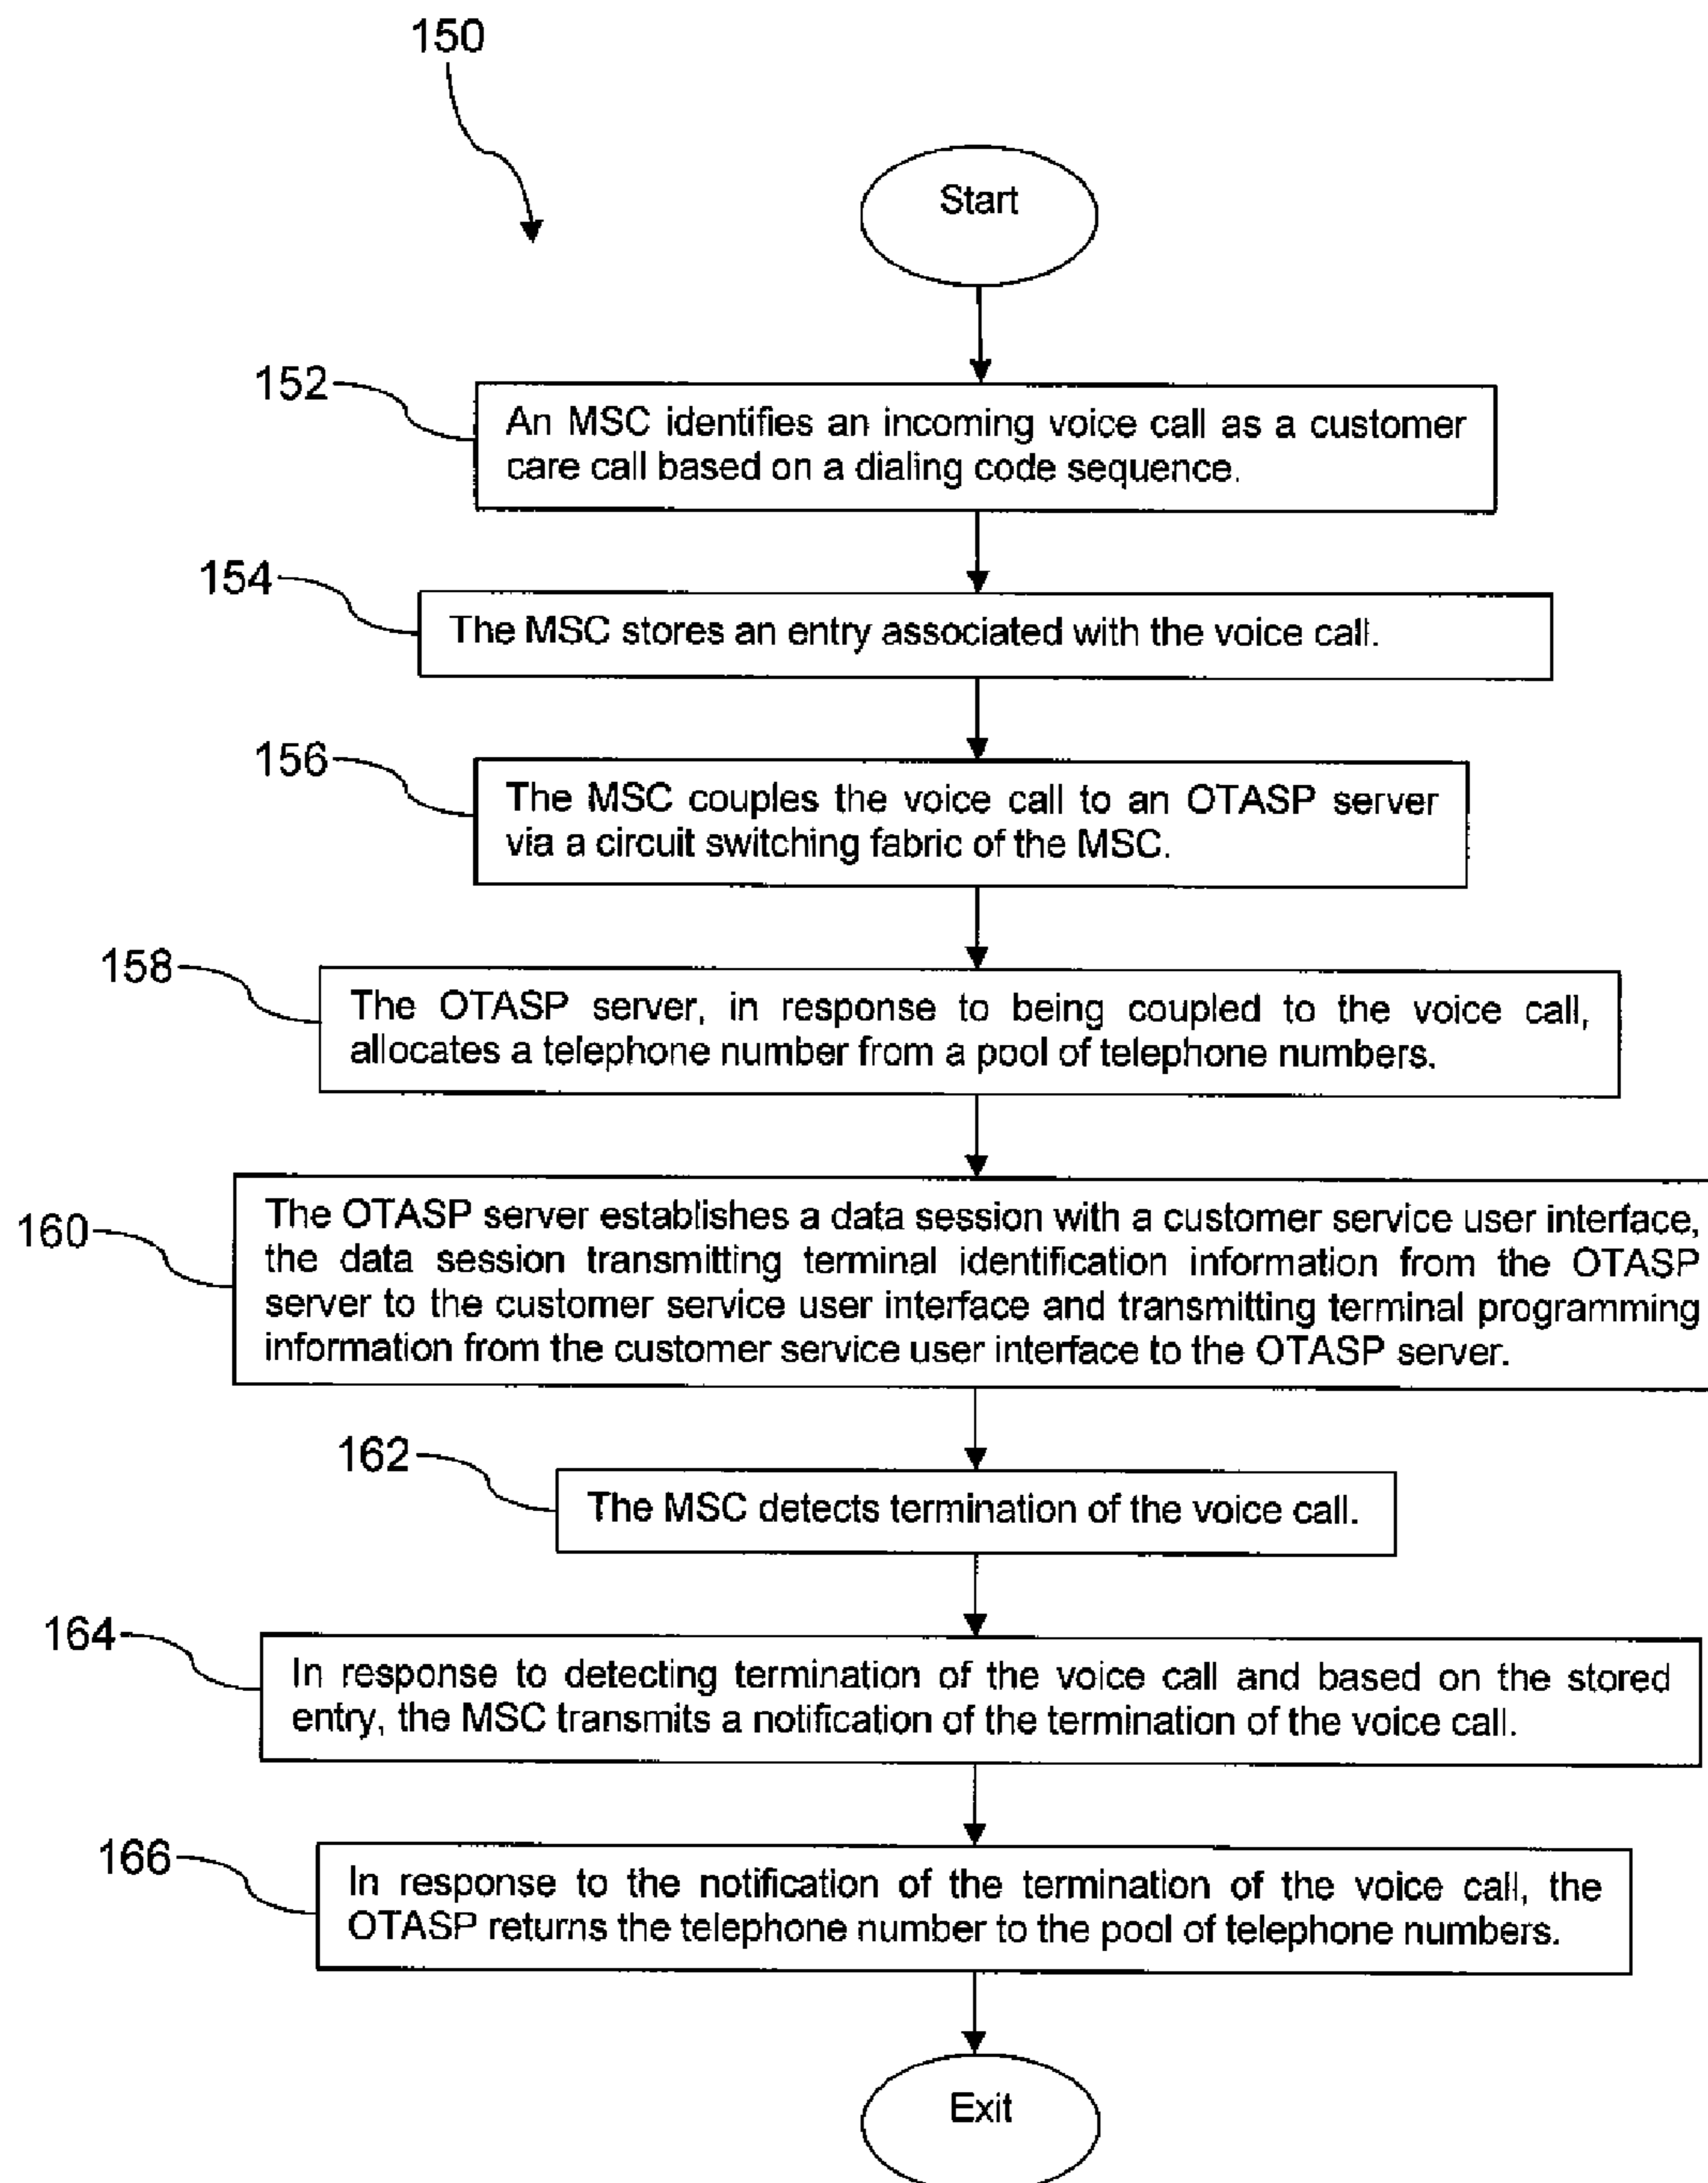 150
Start
152
An MSC identifies an incoming voice call as a customer
care call based on a dialing code sequence.
154
The MSC stores an entry associated with the voice call.
156
The MSC couples the voice call to an OTASP server
via a circuit switching fabric of the MSC.
158
The OTASP server, in response to being coupled to the voice call,
allocates a telephone number from a pool of telephone numbers.
160
The OTASP server establishes a data session with a customer service user interface,
the data session transmitting terminal identification information from the OTASP
server to the customer service user interface and transmitting terminal programming
information from the customer service user interface to the OTASP server.
162
The MSC detects termination of the voice call.
164
In response to detecting termination of the voice call and based on the stored
entry, the MSC transmits a notification of the termination of the voice call.
166
In response to the notification of the termination of the voice call, the
OTASP returns the telephone number to the pool of telephone numbers.
Exit